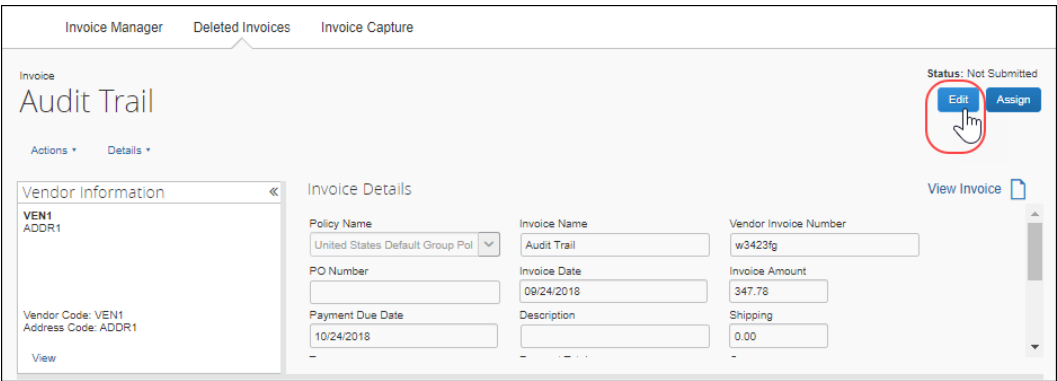 Invoice Manager Deleted Invoices Invoice Capture
Invoice
Status: Not Submitted
Audit Trail
Edit Assign
Actions Details
Vendor Information
Invoice Details
View Invoice
VEN1
ADDR1
Policy Name Invoice Name Vendor Invoice Number
United States Default Group Pol Audit Trail w3423fg
PO Number Invoice Date Invoice Amount
09/24/2018 347.78
Vendor Code: VEN1
Address Code: ADDR1
Payment Due Date Description Shipping
10/24/2018 0.00
View